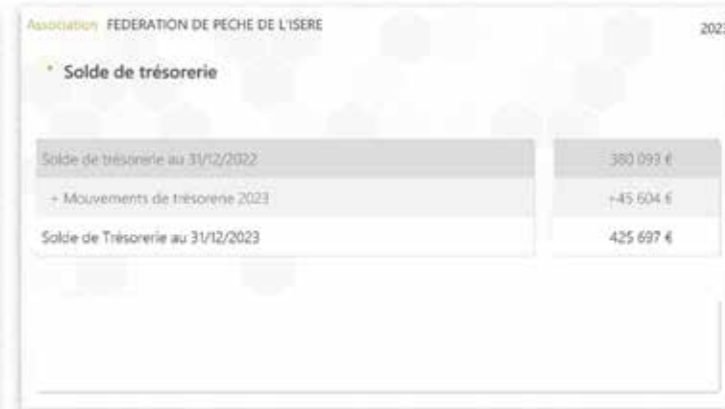 Association FEDERATION DE PECHE DE L'ISERE 2023
* Solde de trésorerie
Solde de trésorerie au 31/12/2022 380 093 €
+ Mouvements de trésorerie 2023 +45 604 €
Solde de Trésorerie au 31/12/2023 425 697 €